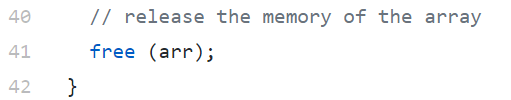 40 // release the memory of the array
41 free (arr);
42 }